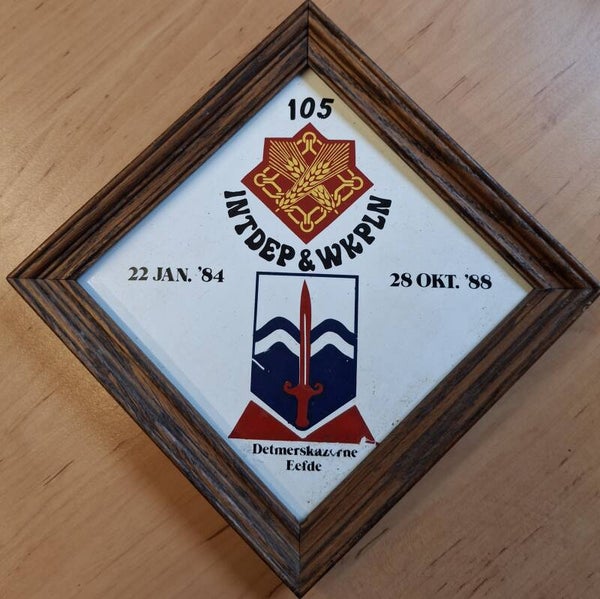 105
INTDEP & WKPLN
22 JAN. '84
28 OKT. '88
Detmerskazerne
Eefde